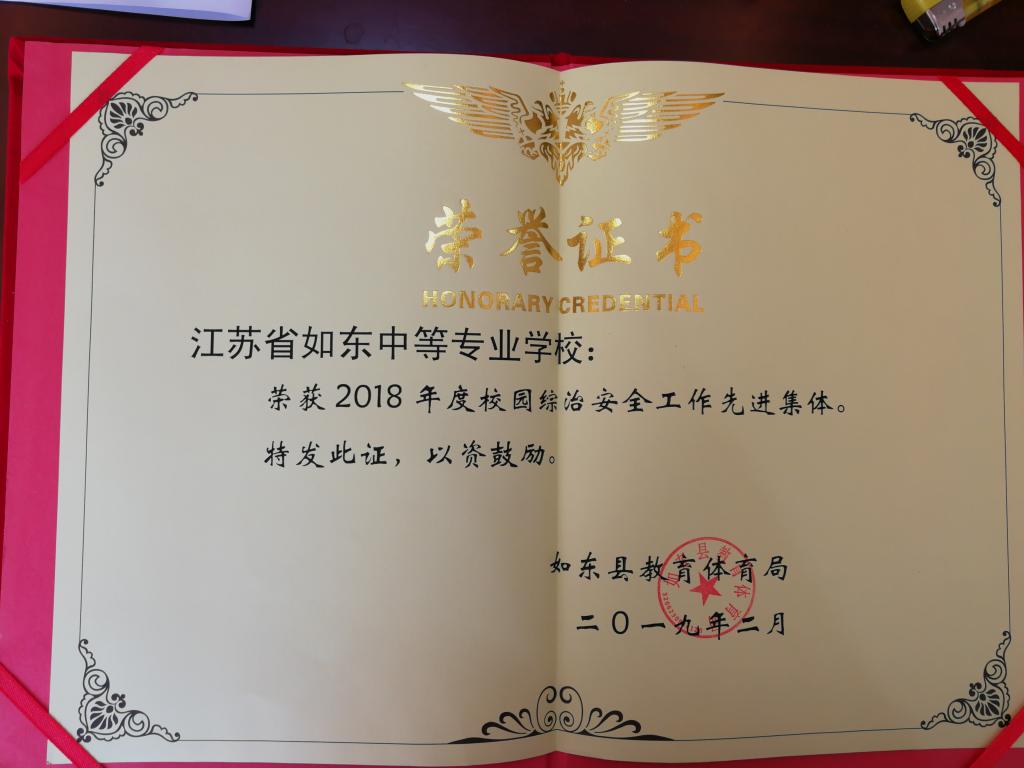 荣誉证书
HONORARY CREDENTIAL
江苏省如东中等专业学校：
荣获2018年度校园综治安全工作先进集体。
特发此证，以资鼓励。
如东县教育体育局
二〇一九年二月